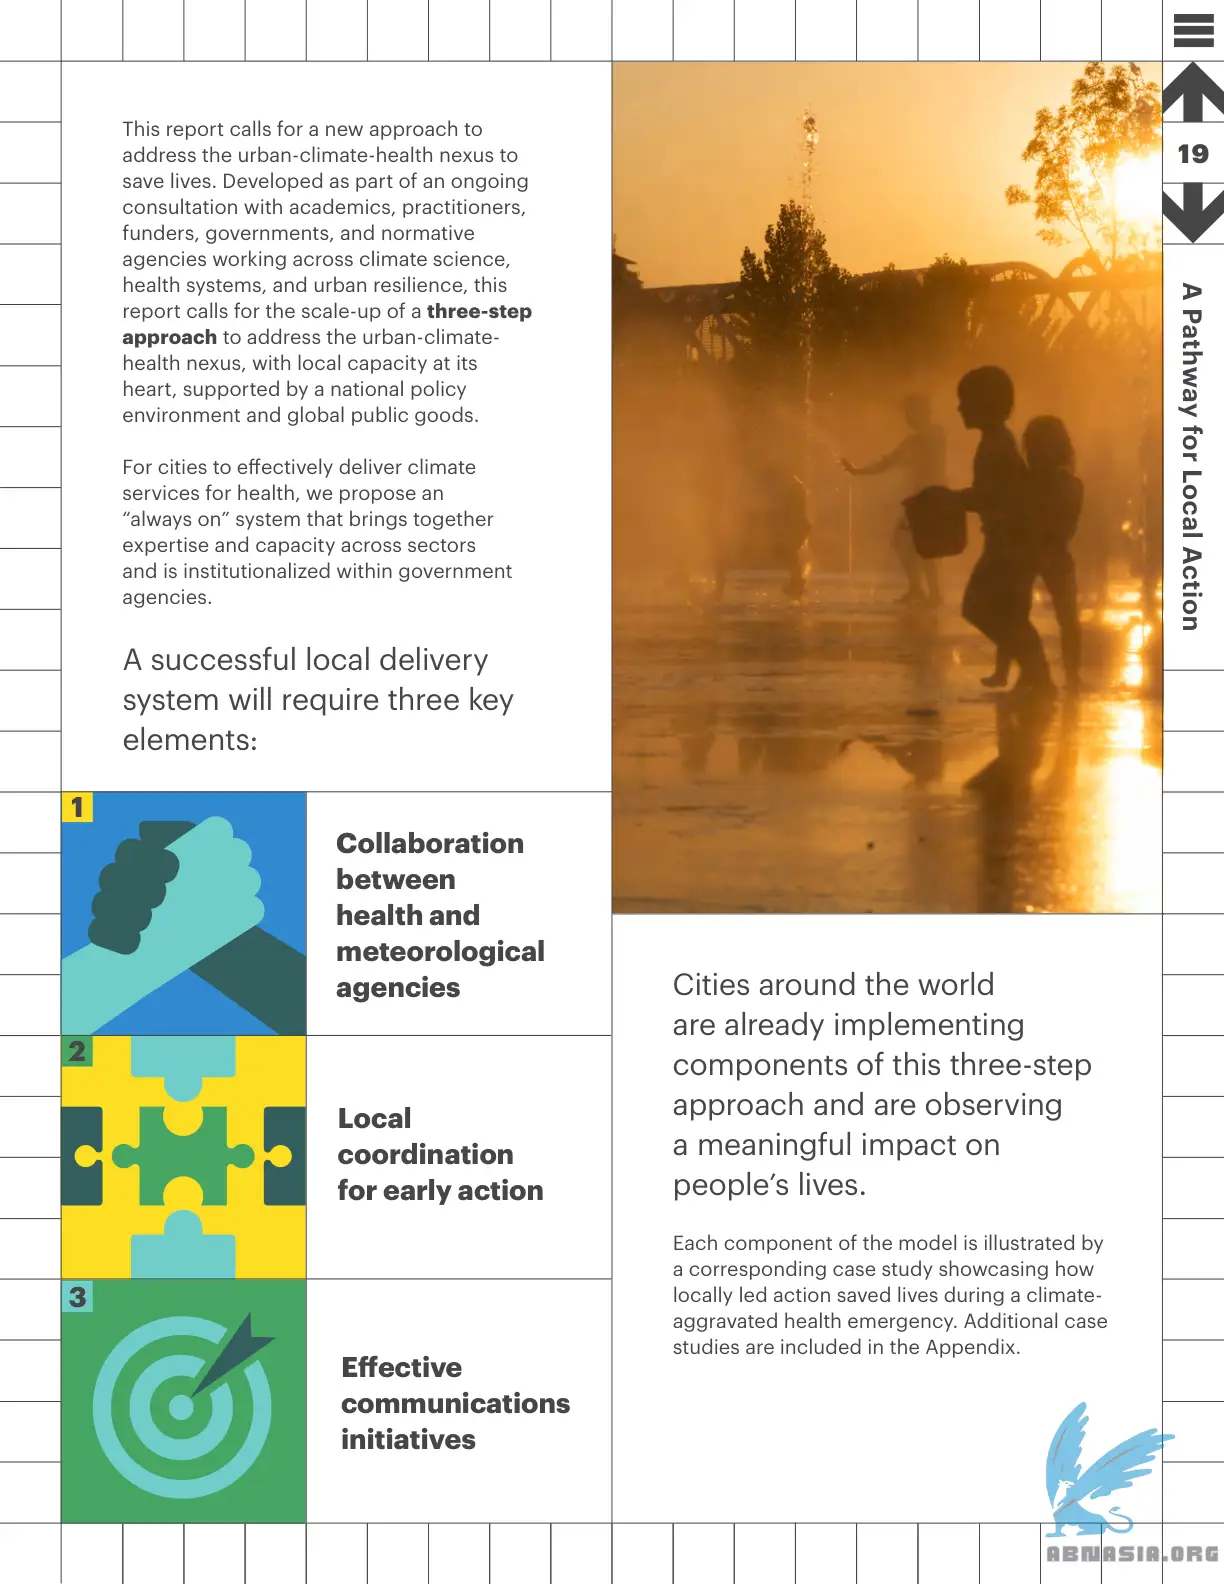 This report calls for a new approach to
address the urban-climate-health nexus to
save lives. Developed as part of an ongoing
consultation with academics, practitioners,
funders, governments, and normative
agencies working across climate science,
health systems, and urban resilience, this
report calls for the scale-up of a three-step
approach to address the urban-climate-
health nexus, with local capacity at its
heart, supported by a national policy
environment and global public goods.
For cities to effectively deliver climate
services for health, we propose an
“always on” system that brings together
expertise and capacity across sectors
and is institutionalized within government
agencies.
A successful local delivery
system will require three key
elements:
1
Collaboration
between
health and
meteorological
agencies
2
Local
coordination
for early action
3
Effective
communications
initiatives
Cities around the world
are already implementing
components of this three-step
approach and are observing
a meaningful impact on
people’s lives.
Each component of the model is illustrated by
a corresponding case study showcasing how
locally led action saved lives during a climate-
aggravated health emergency. Additional case
studies are included in the Appendix.
19
A Pathway for Local Action
ABNASIA.ORG